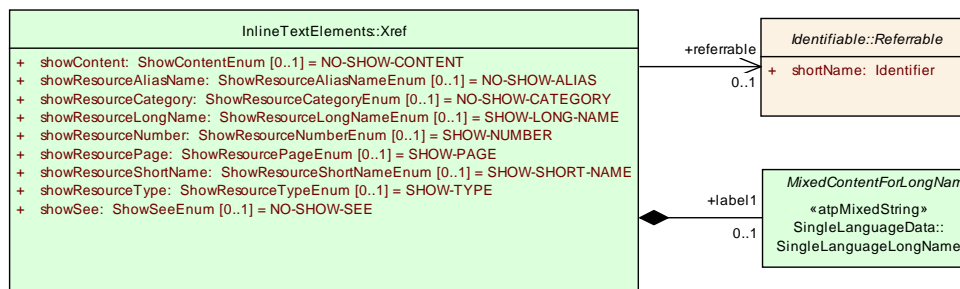 InlineTextElements::Xref
+ showContent: ShowContentEnum [0..1] = NO-SHOW-CONTENT
+ showResourceAliasName: ShowResourceAliasNameEnum [0..1] = NO-SHOW-ALIAS
+ showResourceCategory: ShowResourceCategoryEnum [0..1] = NO-SHOW-CATEGORY
+ showResourceLongName: ShowResourceLongNameEnum [0..1] = SHOW-LONG-NAME
+ showResourceNumber: ShowResourceNumberEnum [0..1] = SHOW-NUMBER
+ showResourcePage: ShowResourcePageEnum [0..1] = SHOW-PAGE
+ showResourceShortName: ShowResourceShortNameEnum [0..1] = SHOW-SHORT-NAME
+ showResourceType: ShowResourceTypeEnum [0..1] = SHOW-TYPE
+ showSee: ShowSeeEnum [0..1] = NO-SHOW-SEE
+referrable
0..1
Identifiable::Referrable
+ shortName: Identifier
+label1
0..1
MixedContentForLongNam
«atpMixedString»
SingleLanguageData::
SingleLanguageLongName